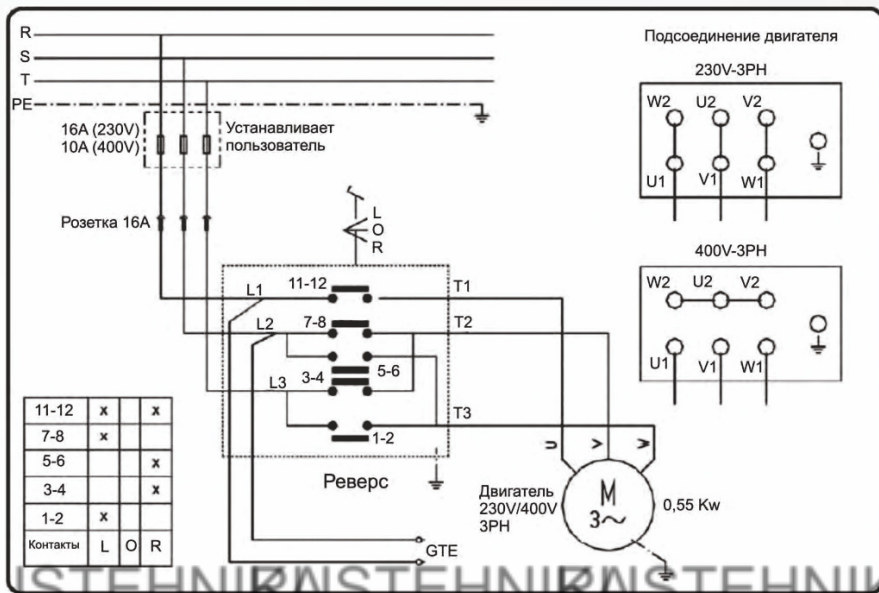 R
S
T
PE
16A (230V)
10A (400V)
Устанавливает
пользователь
Розетка 16А
L
O
R
L1
11-12
T1
L2
7-8
T2
L3
3-4
5-6
T3
1-2
Реверс
U
V
W
Двигатель
230V/400V
3PH
M
3~
0,55 Kw
GTE
11-12 x x
7-8 x
5-6 x
3-4 x
1-2 x
Контакты L O R
Подсоединение двигателя
230V-3PH
W2 U2 V2
U1 V1 W1
400V-3PH
W2 U2 V2
U1 V1 W1